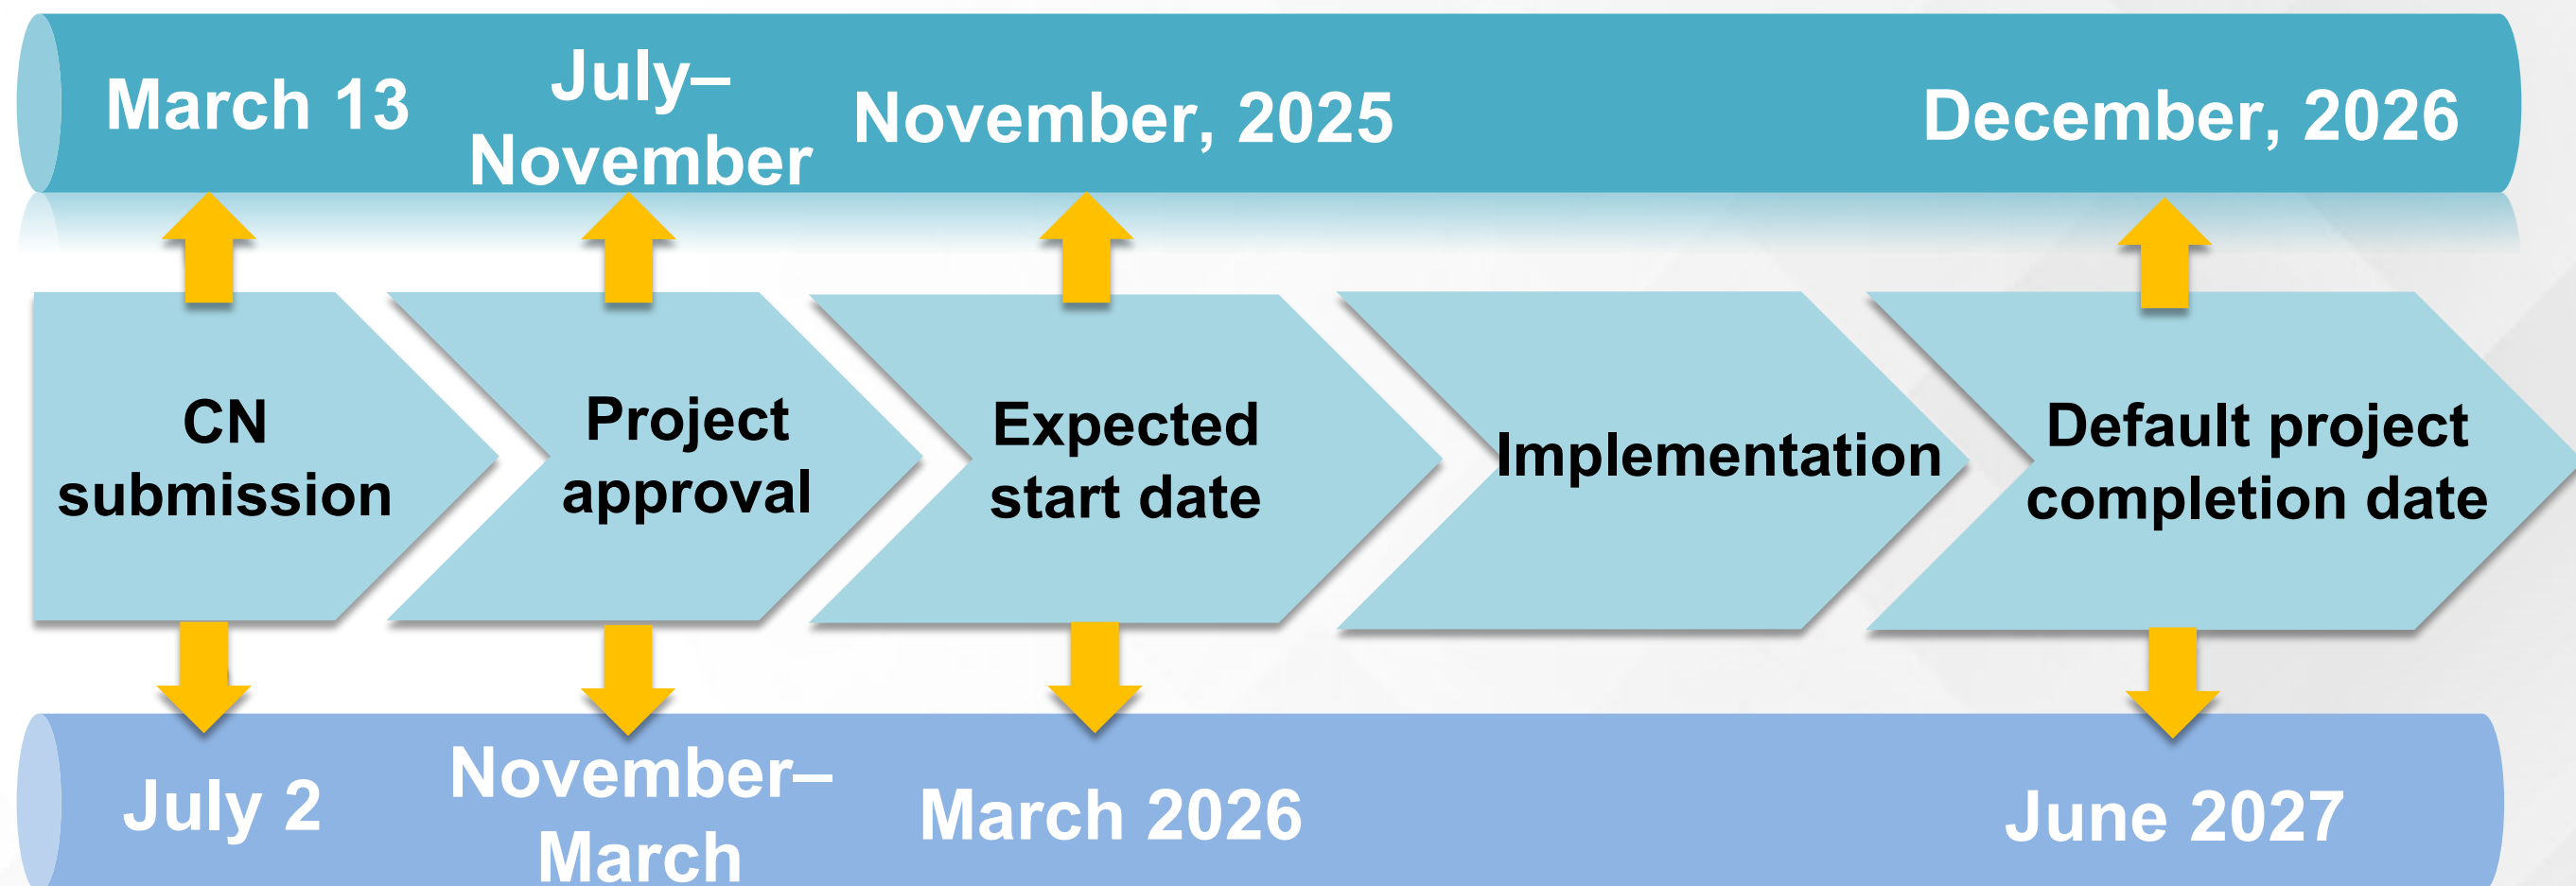 March 13
July–
November
November, 2025
December, 2026
CN
submission
Project
approval
Expected
start date
Implementation
Default project
completion date
July 2
November–
March
March 2026
June 2027